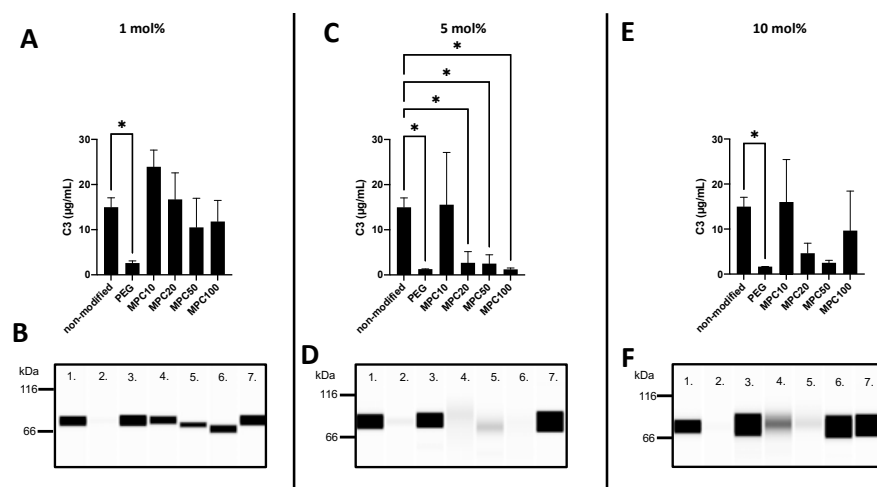 A
1 mol%
*
30
20
10
0
C3 (µg/mL)
non-modified
PEG
MPC10
MPC20
MPC50
MPC100
B
kDa
116
66
1. 2. 3. 4. 5. 6. 7.
C
5 mol%
*
*
*
*
30
20
10
0
C3 (µg/mL)
non-modified
PEG
MPC10
MPC20
MPC50
MPC100
D
kDa
116
66
1. 2. 3. 4. 5. 6. 7.
E
10 mol%
*
30
20
10
0
C3 (µg/mL)
non-modified
PEG
MPC10
MPC20
MPC50
MPC100
F
kDa
116
66
1. 2. 3. 4. 5. 6. 7.